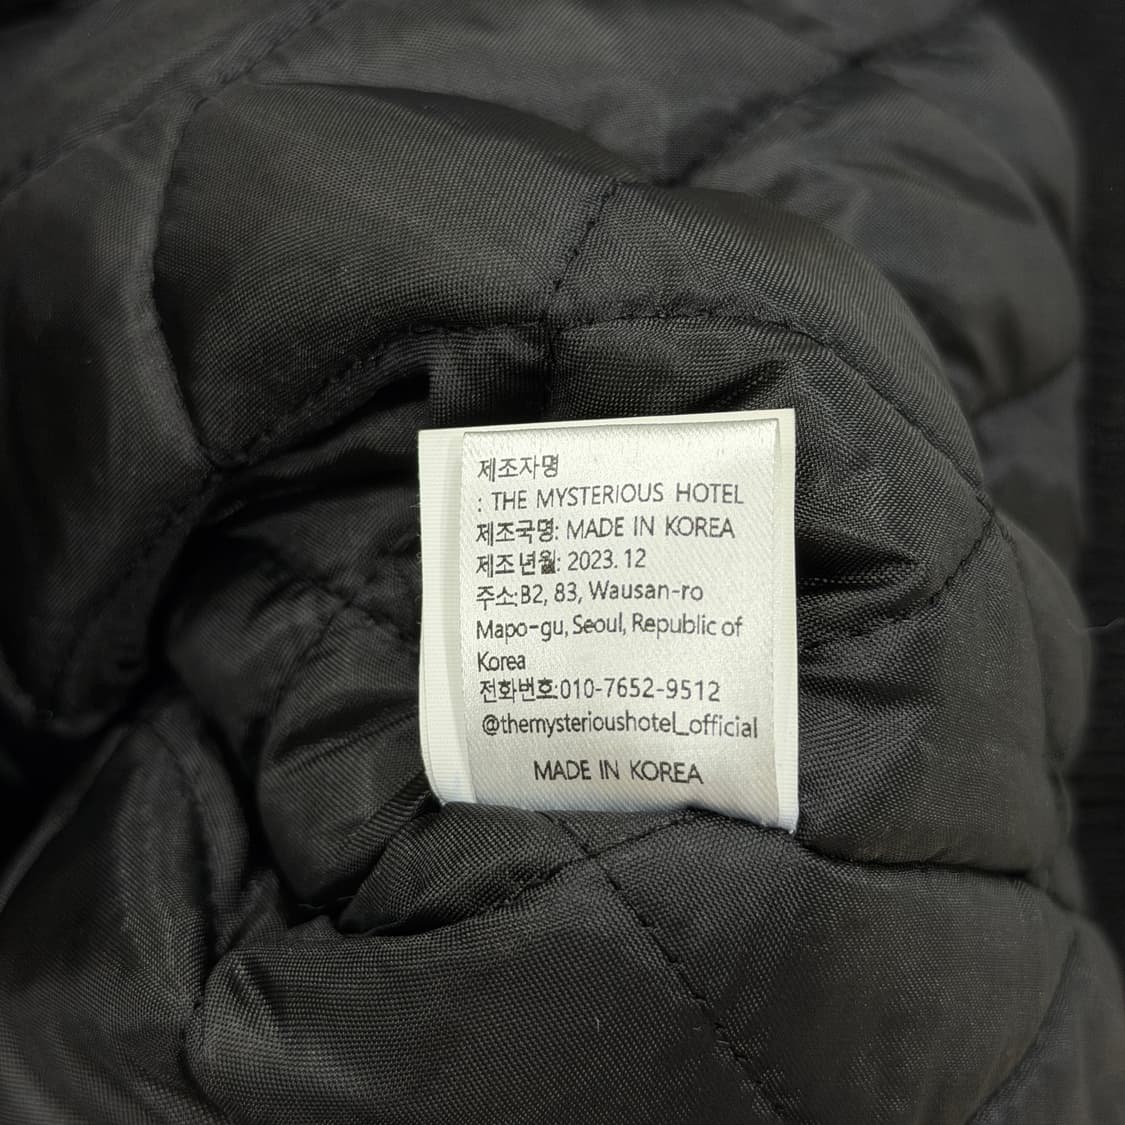 제조자명
: THE MYSTERIOUS HOTEL
제조국명: MADE IN KOREA
제조년월: 2023. 12
주소:B2, 83, Wausan-ro
Mapo-gu, Seoul, Republic of
Korea
전화번호:010-7652-9512
@themysterioushotel_official
MADE IN KOREA